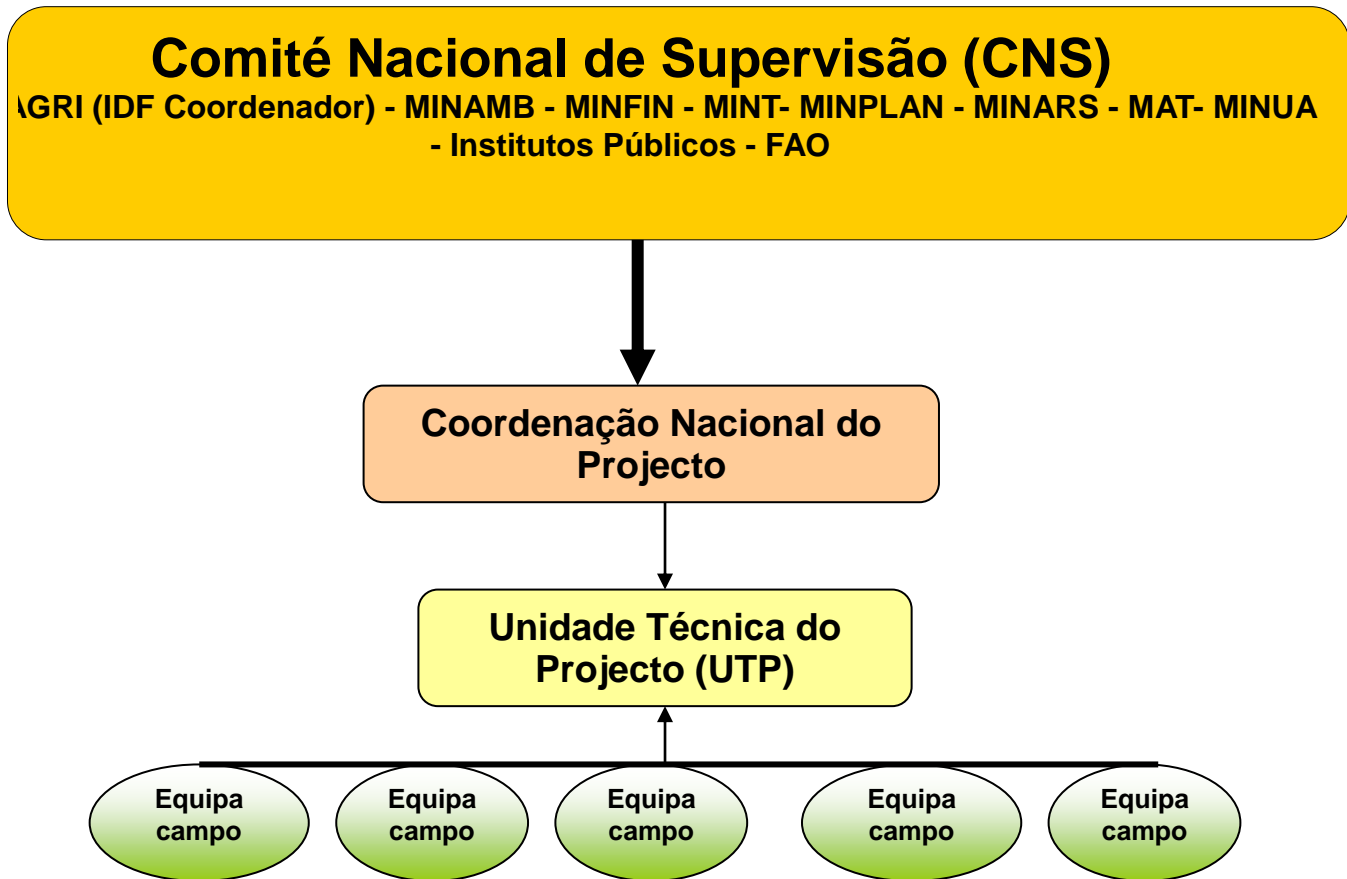 Comité Nacional de Supervisão (CNS)
AGRI (IDF Coordenador) - MINAMB - MINFIN - MINT- MINPLAN - MINARS - MAT- MINUA
- Institutos Públicos - FAO
Coordenação Nacional do
Projecto
Unidade Técnica do
Projecto (UTP)
Equipa
campo
Equipa
campo
Equipa
campo
Equipa
campo
Equipa
campo